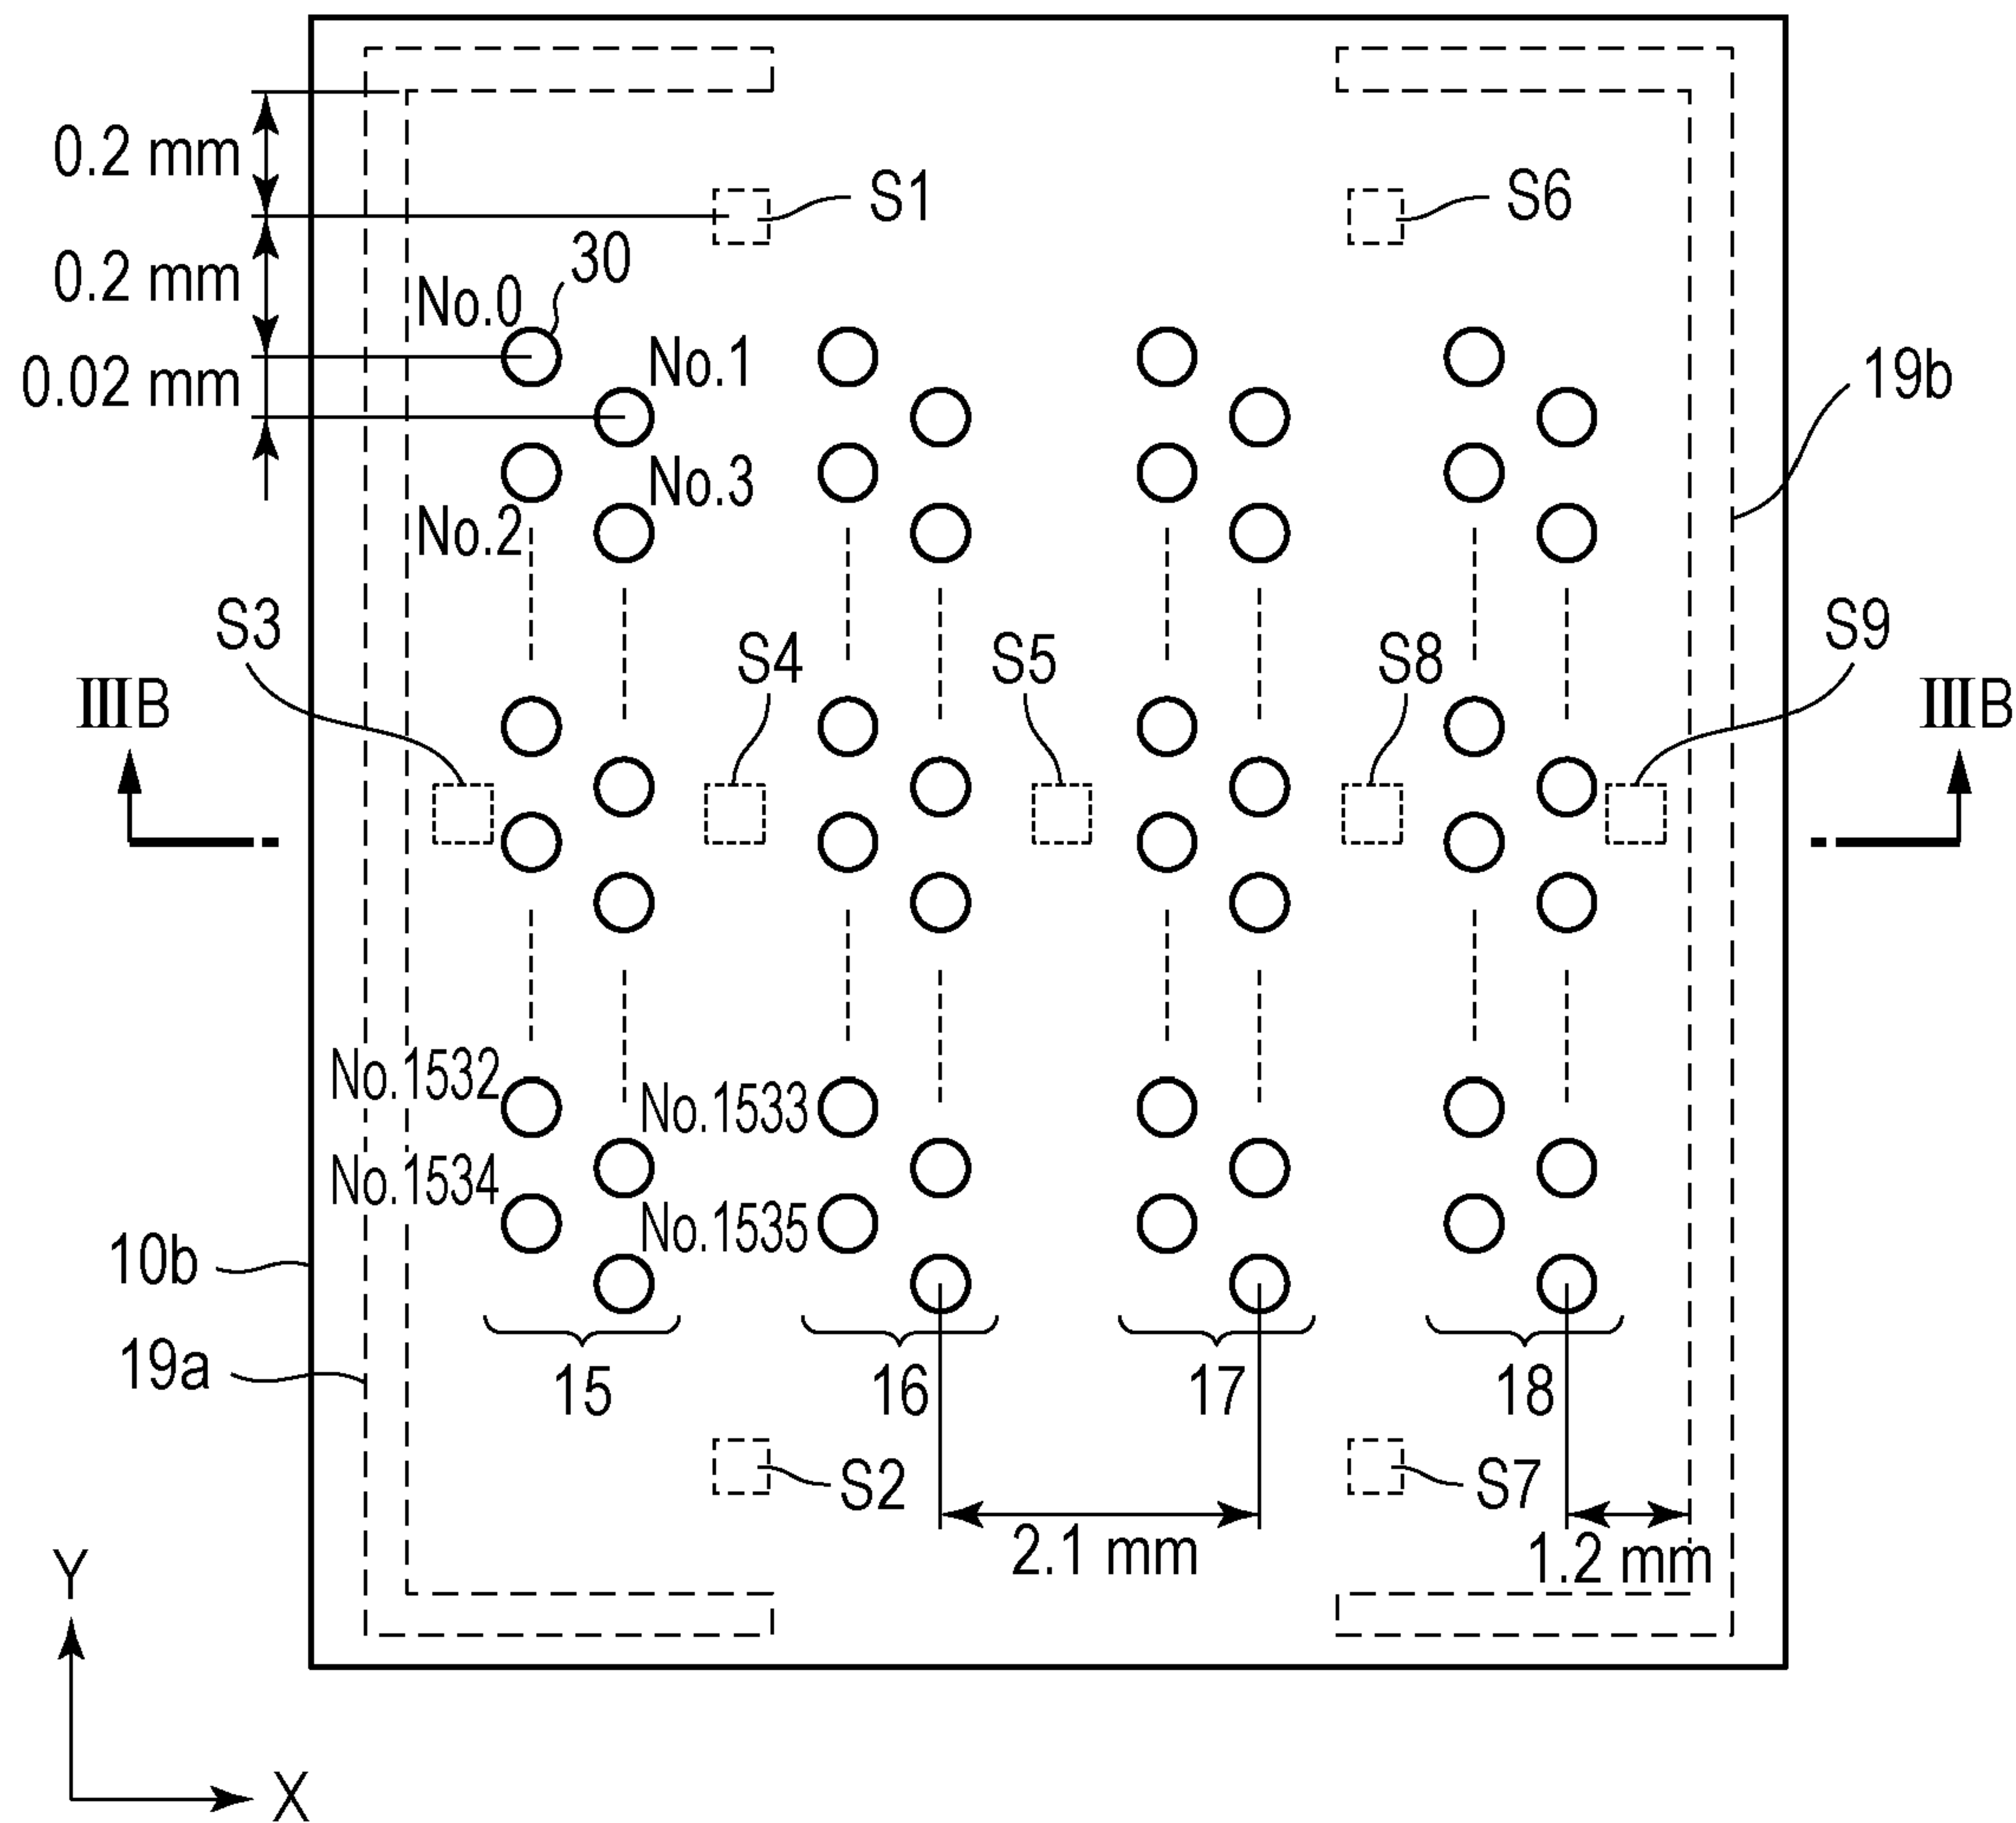 0.2 mm
S1
S6
0.2 mm
30
No.0
No.1
0.02 mm
19b
No.3
No.2
S3
S4
S5
S8
S9
IIIB
IIIB
No.1532
No.1533
No.1534
No.1535
10b
19a
15
16
17
18
S2
S7
2.1 mm
1.2 mm
Y
X